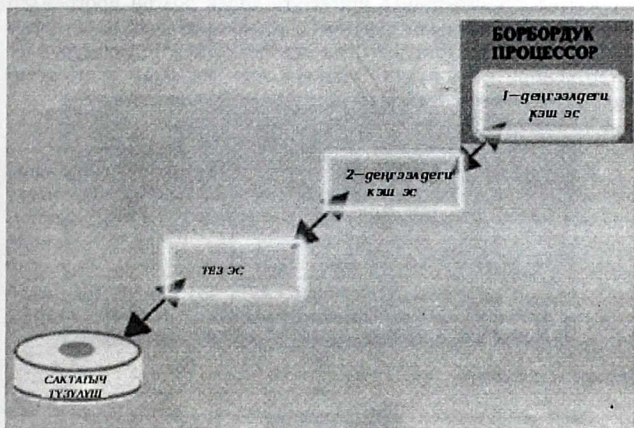 БОРБОРДУК
ПРОЦЕССОР
1—деңгээлдеги
кэш эс
2—деңгээлдеги
кэш эс
тез эс
САКТАГЫЧ
ТҮЗҮЛҮШ